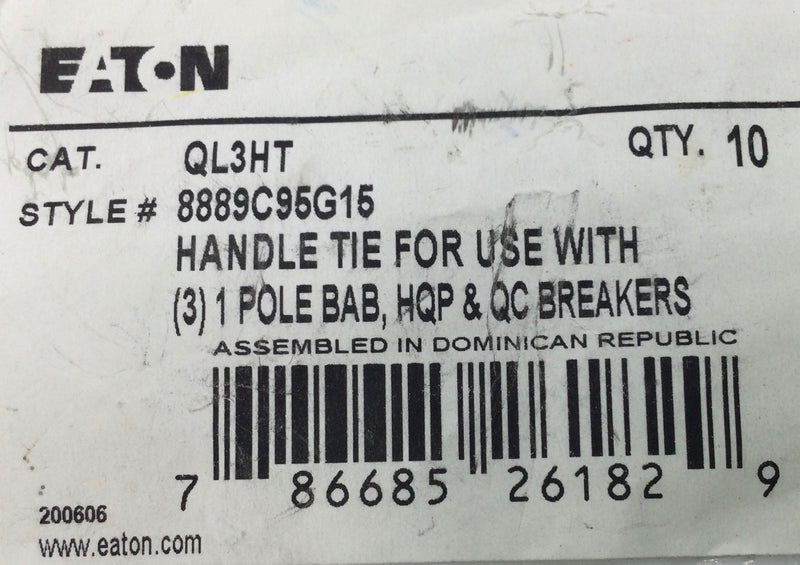 EATON
CAT. QL3HT QTY. 10
STYLE # 8889C95G15
HANDLE TIE FOR USE WITH
(3) 1 POLE BAB, HQP & QC BREAKERS
ASSEMBLED IN DOMINICAN REPUBLIC
7 86685 26182 9
200606
www.eaton.com